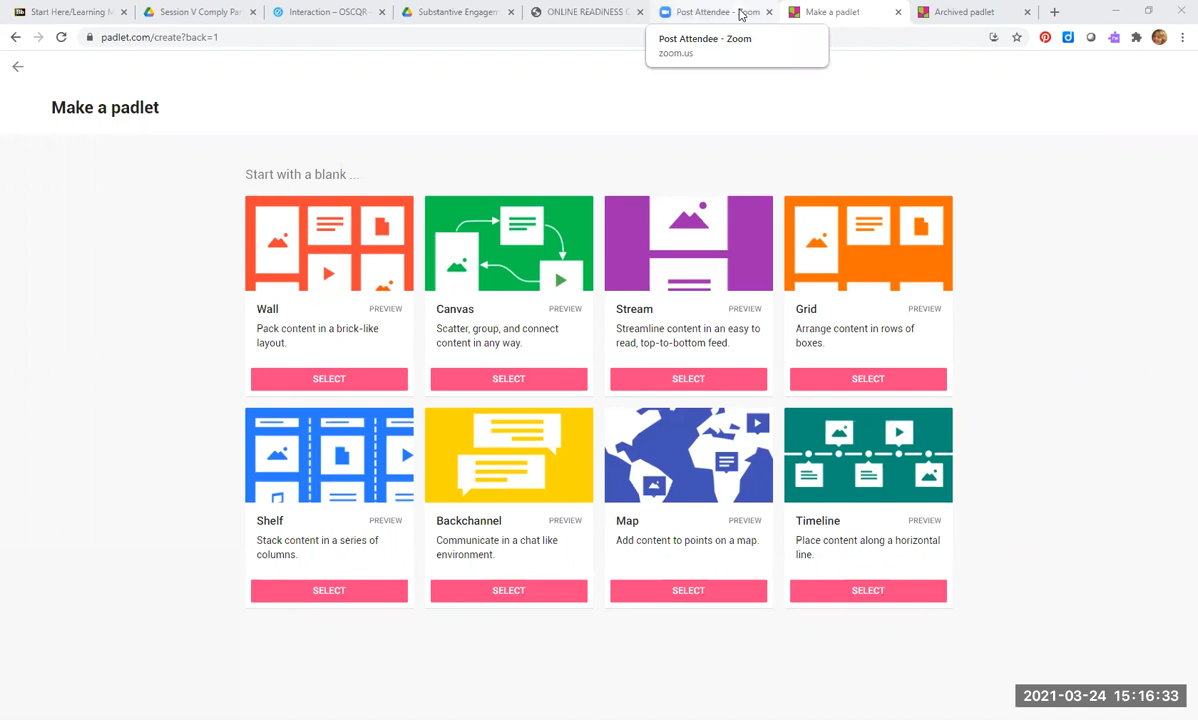 Start Here/Learning M
Session V Comply Pa
Interaction – OSCQR
Substantive Engagem
ONLINE READINESS C
Post Attendee - Zoom
Make a padlet
Archived padlet
padlet.com/create?back=1
Post Attendee - Zoom
zoom.us
Make a padlet
Start with a blank ...
Wall PREVIEW
Pack content in a brick-like
layout.
SELECT
Canvas PREVIEW
Scatter, group, and connect
content in any way.
SELECT
Stream PREVIEW
Streamline content in an easy to
read, top-to-bottom feed.
SELECT
Grid PREVIEW
Arrange content in rows of
boxes.
SELECT
Shelf PREVIEW
Stack content in a series of
columns.
SELECT
Backchannel PREVIEW
Communicate in a chat like
environment.
SELECT
Map PREVIEW
Add content to points on a map.
SELECT
Timeline PREVIEW
Place content along a horizontal
line.
SELECT
2021-03-24 15:16:33